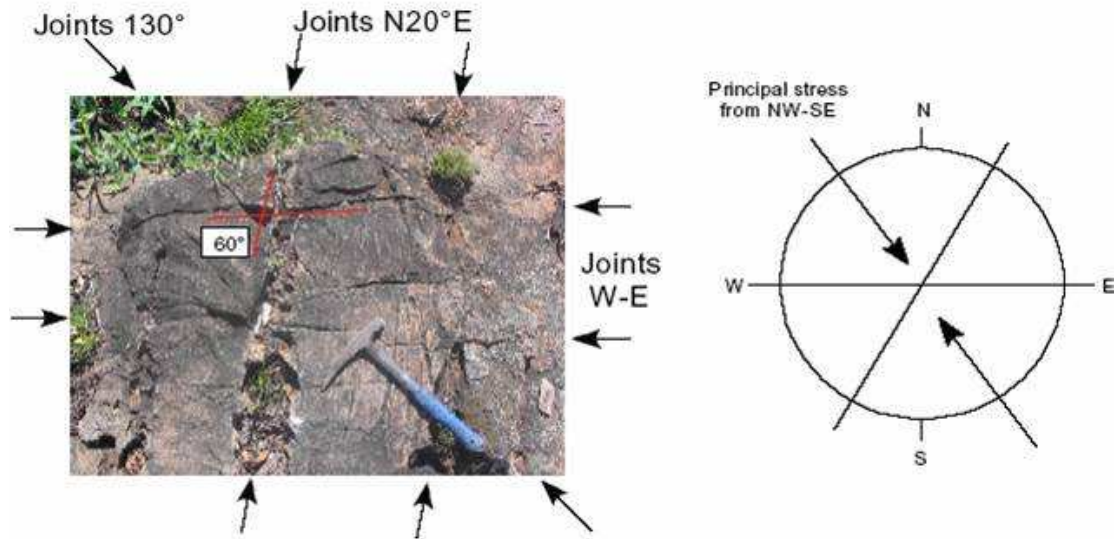 Joints 130°
Joints N20°E
Principal stress
from NW-SE
N
60°
Joints
W-E
W
E
S